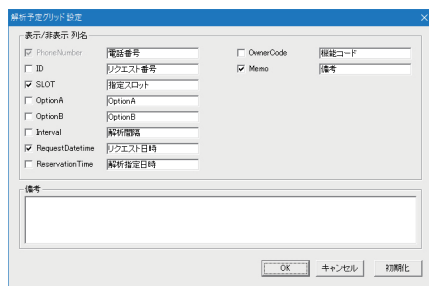 解析予定グリッド設定
表示/非表示 列名
PhoneNumber 電話番号
ID リクエスト番号
SLOT 指定スロット
OptionA OptionA
OptionB OptionB
Interval 解析間隔
RequestDatetime リクエスト日時
ReservationTime 解析指定日時
OwnerCode 機能コード
Memo 備考
備考
OK キャンセル 初期化